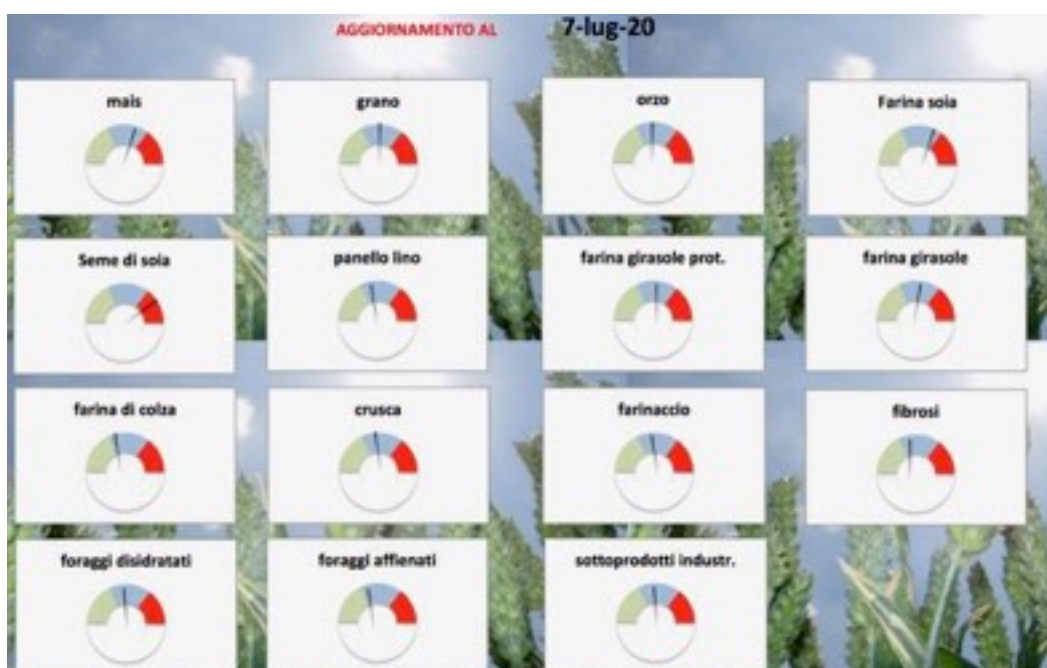 AGGIORNAMENTO AL 7-lug-20
mais
grano
orzo
Farina soia
Seme di soia
panello lino
farina girasole prot.
farina girasole
farina di colza
crusca
farinaccio
fibrosi
foraggi disidratati
foraggi affienati
sottoprodotti industr.